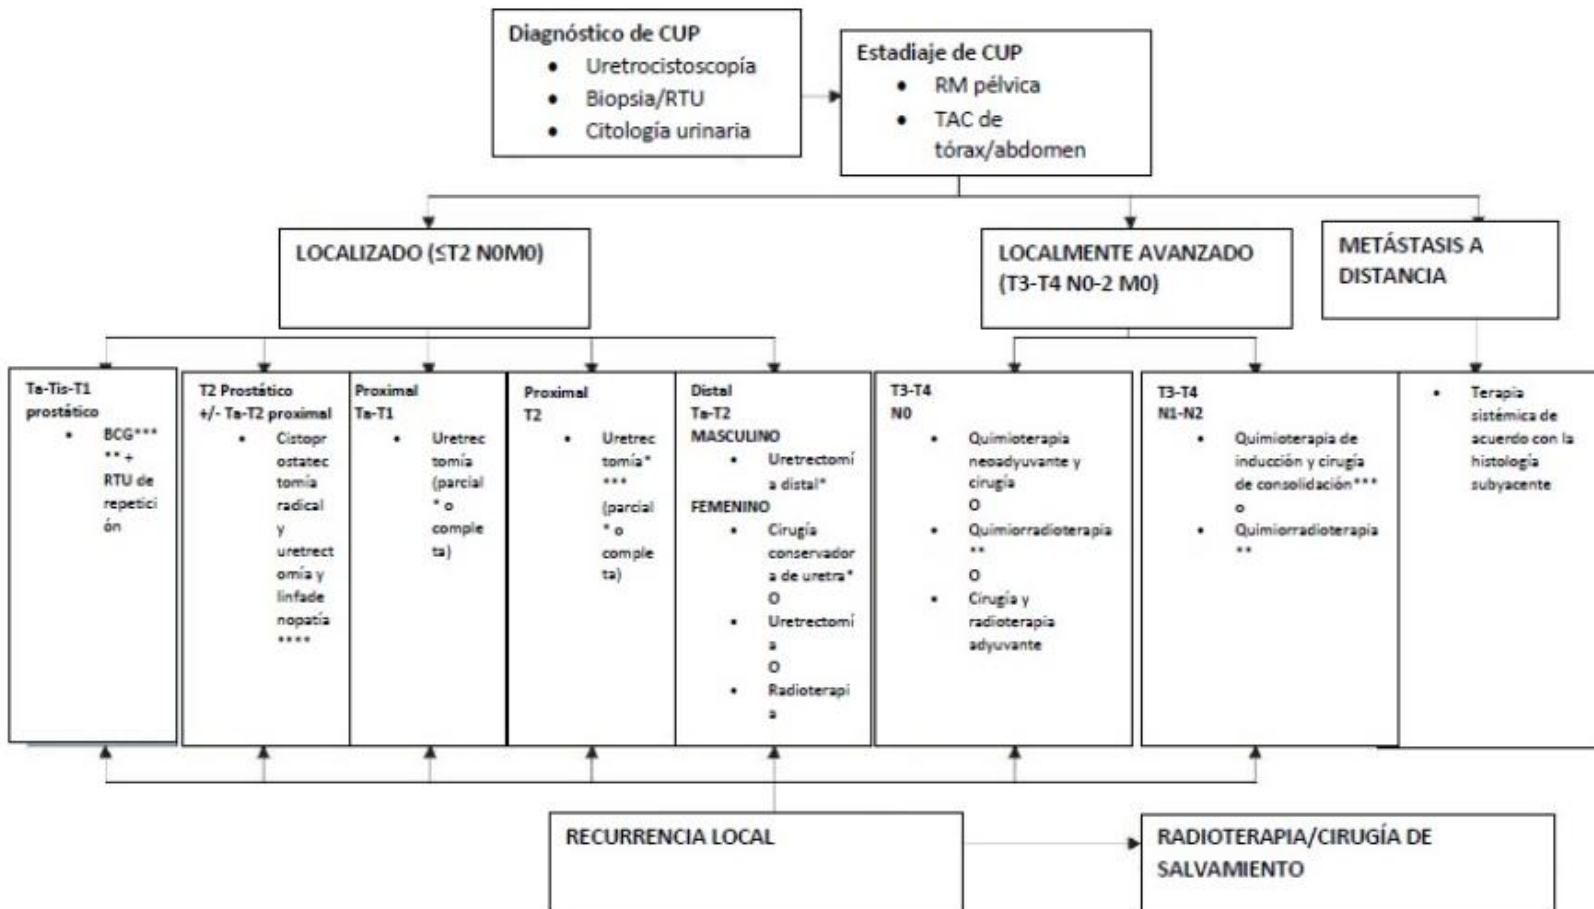 Diagnóstico de CUP
• Uretrocistoscopía
• Biopsia/RTU
• Citología urinaria
Estadiaje de CUP
• RM pélvica
• TAC de
tórax/abdomen
LOCALIZADO (≤T2 N0M0)
LOCALMENTE AVANZADO
(T3-T4 N0-2 M0)
METÁSTASIS A
DISTANCIA
Ta-Tis-T1
prostático
• BCG***
** +
RTU de
repetici
ón
T2 Prostático
+/- Ta-T2 proximal
• Cistopr
ostatec
tomía
radical
y
uretrect
omía y
linfade
nopatía
****
Proximal
Ta-T1
• Uretrec
tomía
(parcial
* o
comple
ta)
Proximal
T2
• Uretrec
tomía*
***
(parcial
* o
comple
ta)
Distal
Ta-T2
MASCULINO
• Uretrectomí
a distal*
FEMENINO
• Cirugía
conservador
a de uretra*
O
• Uretrectomí
a
O
• Radioterapi
a
T3-T4
N0
• Quimioterapia
neoadyuvante y
cirugía
O
• Quimiorradioterapia
**
O
• Cirugía y
radioterapia
adyuvante
T3-T4
N1-N2
• Quimioterapia de
inducción y cirugía
de consolidación***
o
• Quimiorradioterapia
**
• Terapia
sistémica de
acuerdo con la
histología
subyacente
RECURRENCIA LOCAL
RADIOTERAPIA/CIRUGÍA DE
SALVAMIENTO